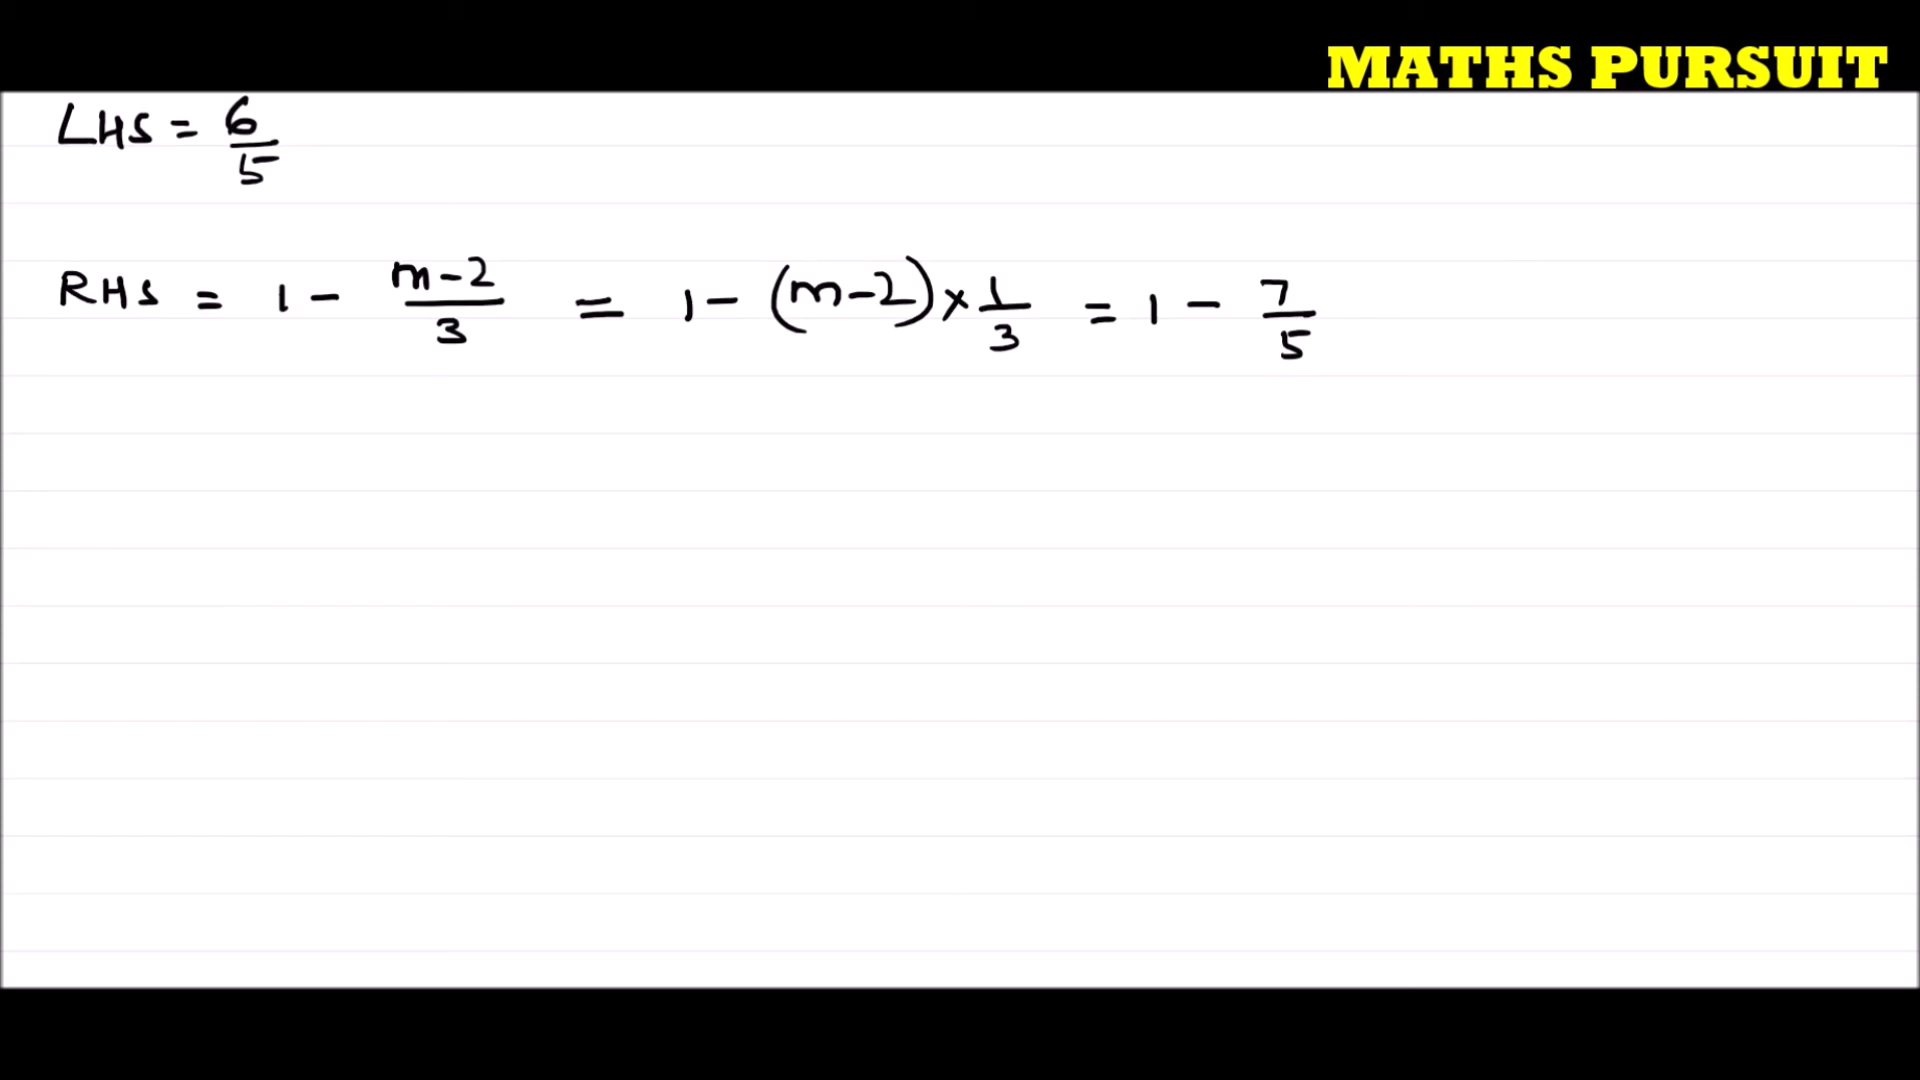 MATHS PURSUIT
LHS = 6/5
RHS = 1 - (m-2)/3 = 1 - (m-2) × 1/3 = 1 - 7/5